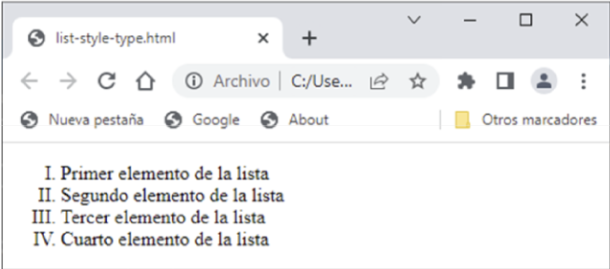 list-style-type.html
Archivo | C:/Use...
Nueva pestaña Google About Otros marcadores
I. Primer elemento de la lista
II. Segundo elemento de la lista
III. Tercer elemento de la lista
IV. Cuarto elemento de la lista